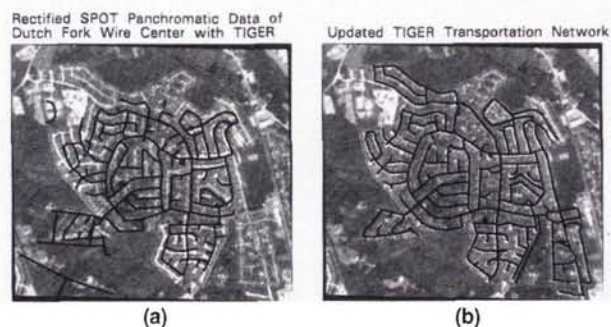 Rectified SPOT Panchromatic Data of
Dutch Fork Wire Center with TIGER
Updated TIGER Transportation Network
(a)
(b)